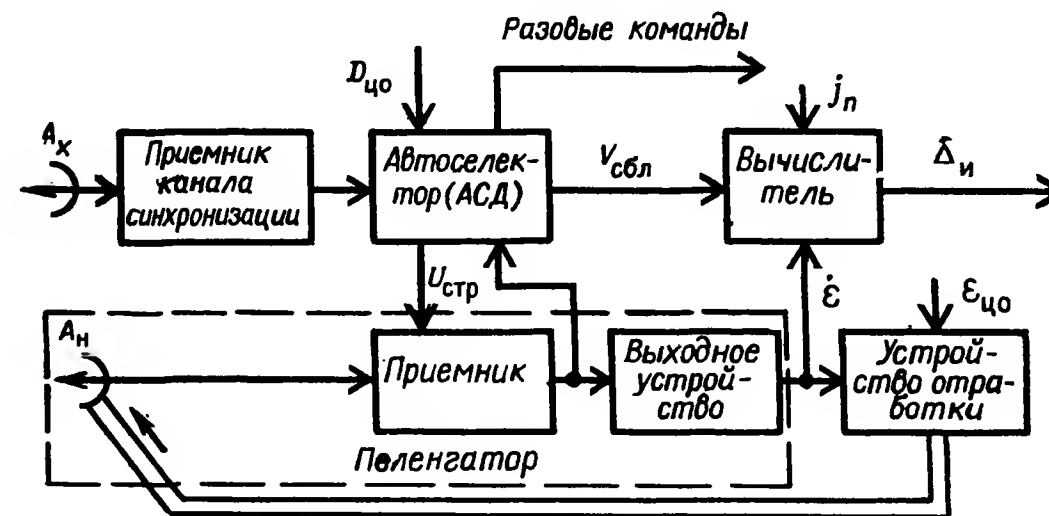 Разовые команды
D_цо
j_п
A_х
Приемник
канала
синхронизации
Автоселек-
тор (АСД)
V_сбл
Вычисли-
тель
Δ̄_и
U_стр
ε̇
ε_цо
A_н
Приемник
Выходное
устрой-
ство
Устрой-
ство отра-
ботки
Пеленгатор